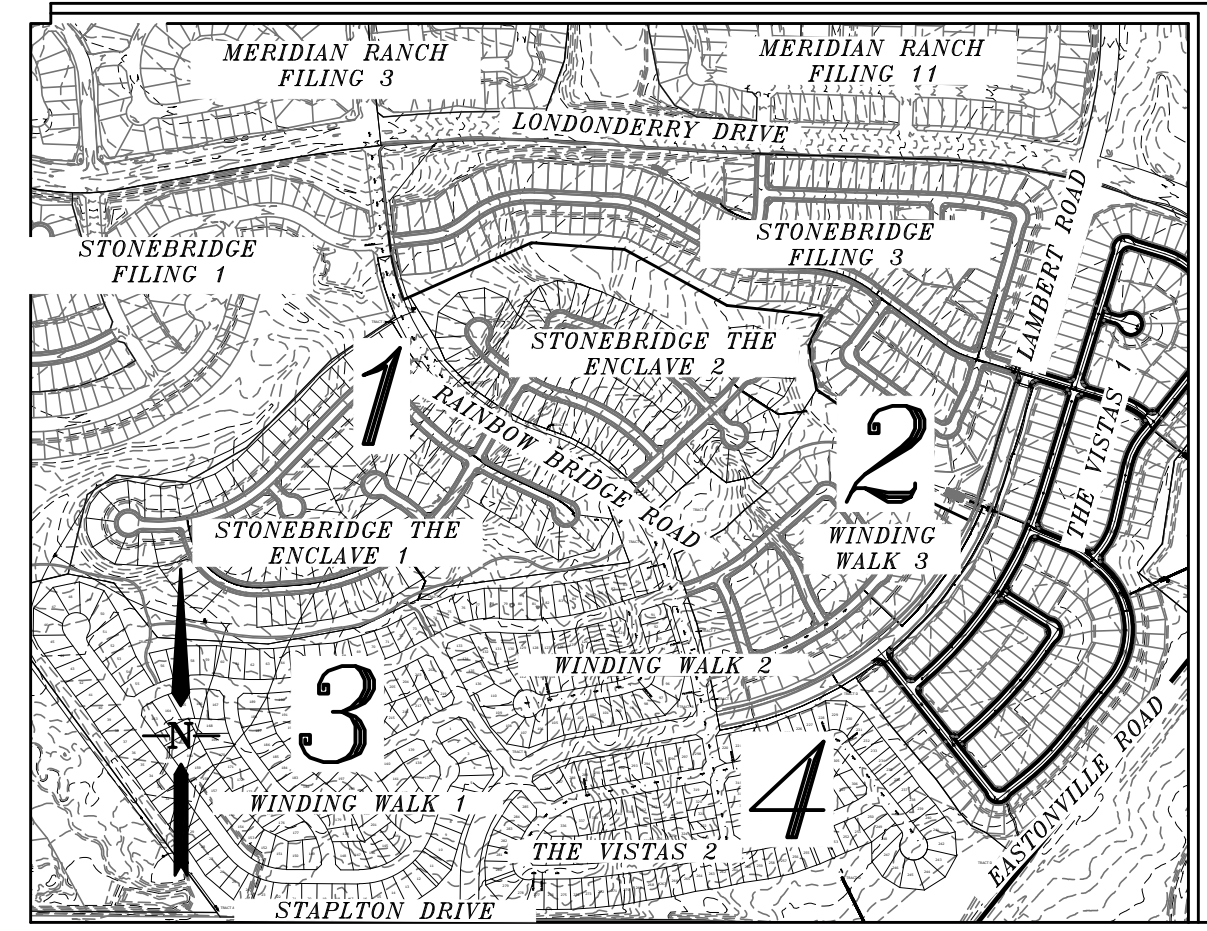 MERIDIAN RANCH
FILING 3
MERIDIAN RANCH
FILING 11
LONDONDERRY DRIVE
STONEBRIDGE
FILING 1
STONEBRIDGE
FILING 3
LAMBERT ROAD
STONEBRIDGE THE
ENCLAVE 2
1
RAINBOW BRIDGE ROAD
2
THE VISTAS 1
STONEBRIDGE THE
ENCLAVE 1
WINDING
WALK 3
3
WINDING WALK 2
N
4
EASTONVILLE ROAD
WINDING WALK 1
THE VISTAS 2
STAPLTON DRIVE